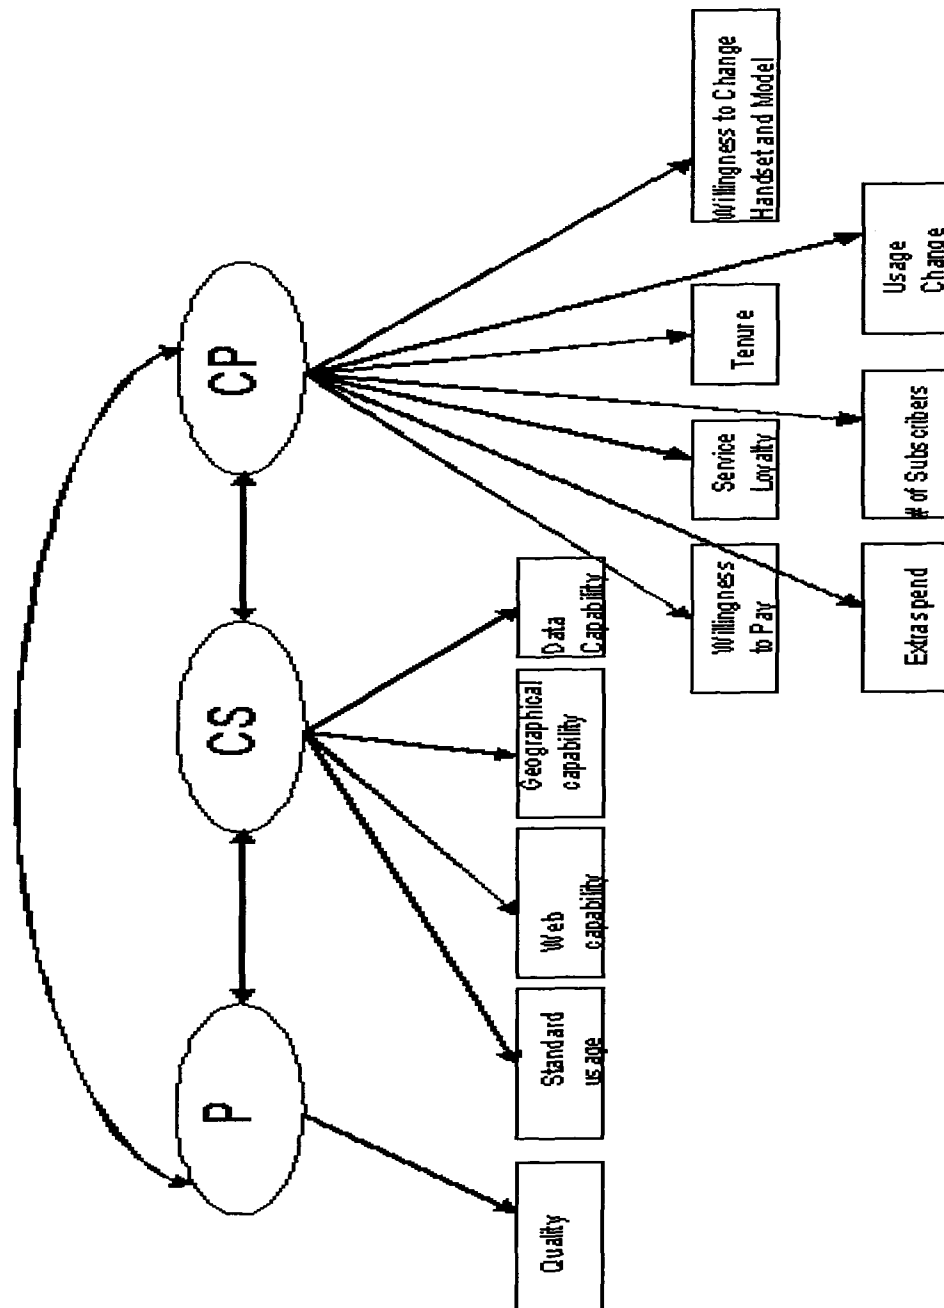 P
CS
CP
Quality
Standard
usage
Web
capability
Geographical
capability
Data
Capability
Willingness
to Pay
Service
Loyalty
Tenure
Willingness to Change
Handset and Model
Extra spend
# of Subscribers
Usage
Change